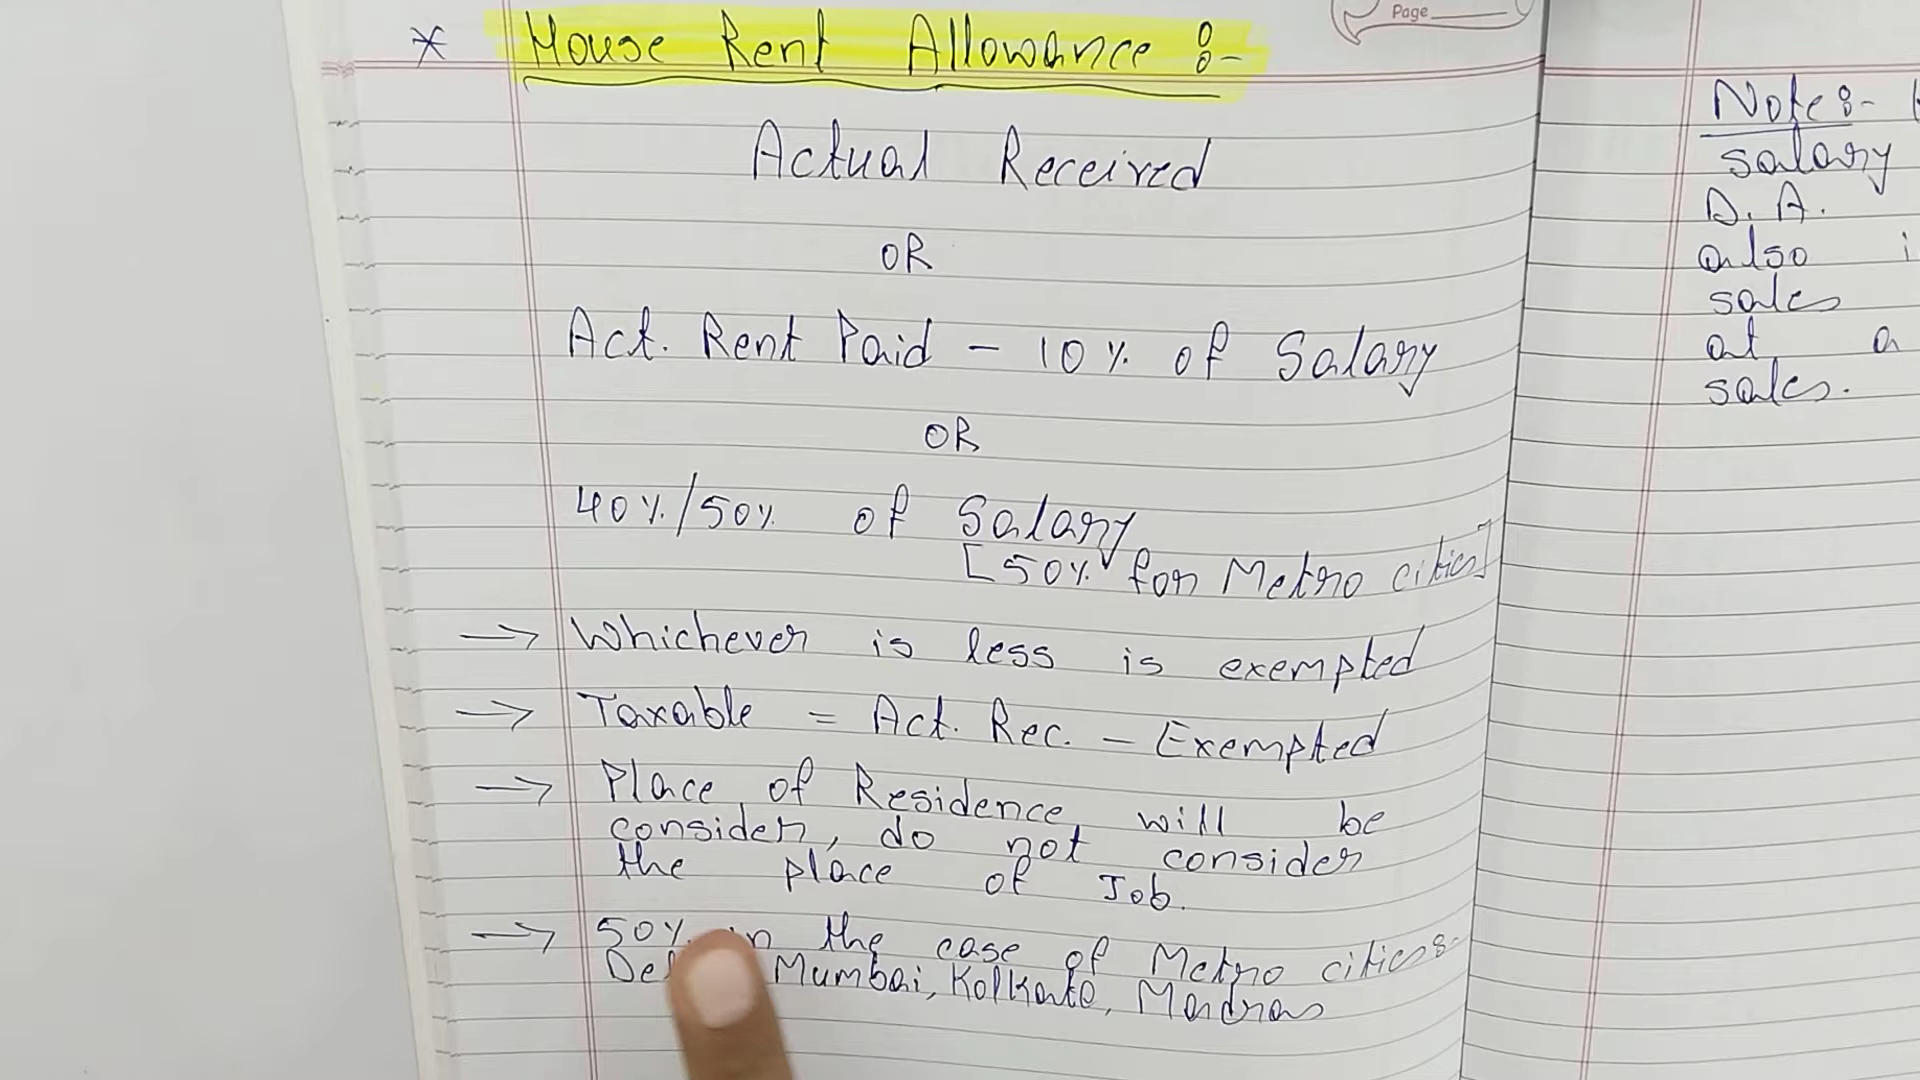 Page
* House Rent Allowance :-
Actual Received
OR
Act. Rent Paid - 10% of Salary
OR
40%/50% of Salary
[50% for Metro cities]
→ Whichever is less is exempted
→ Taxable = Act. Rec. - Exempted
→ Place of Residence will be
consider, do not consider
the place of Job.
→ 50% in the case of Metro cities:-
Mumbai, Kolkata, Madras
Note:-
salary
D.A.
also
sales
at a
sales.